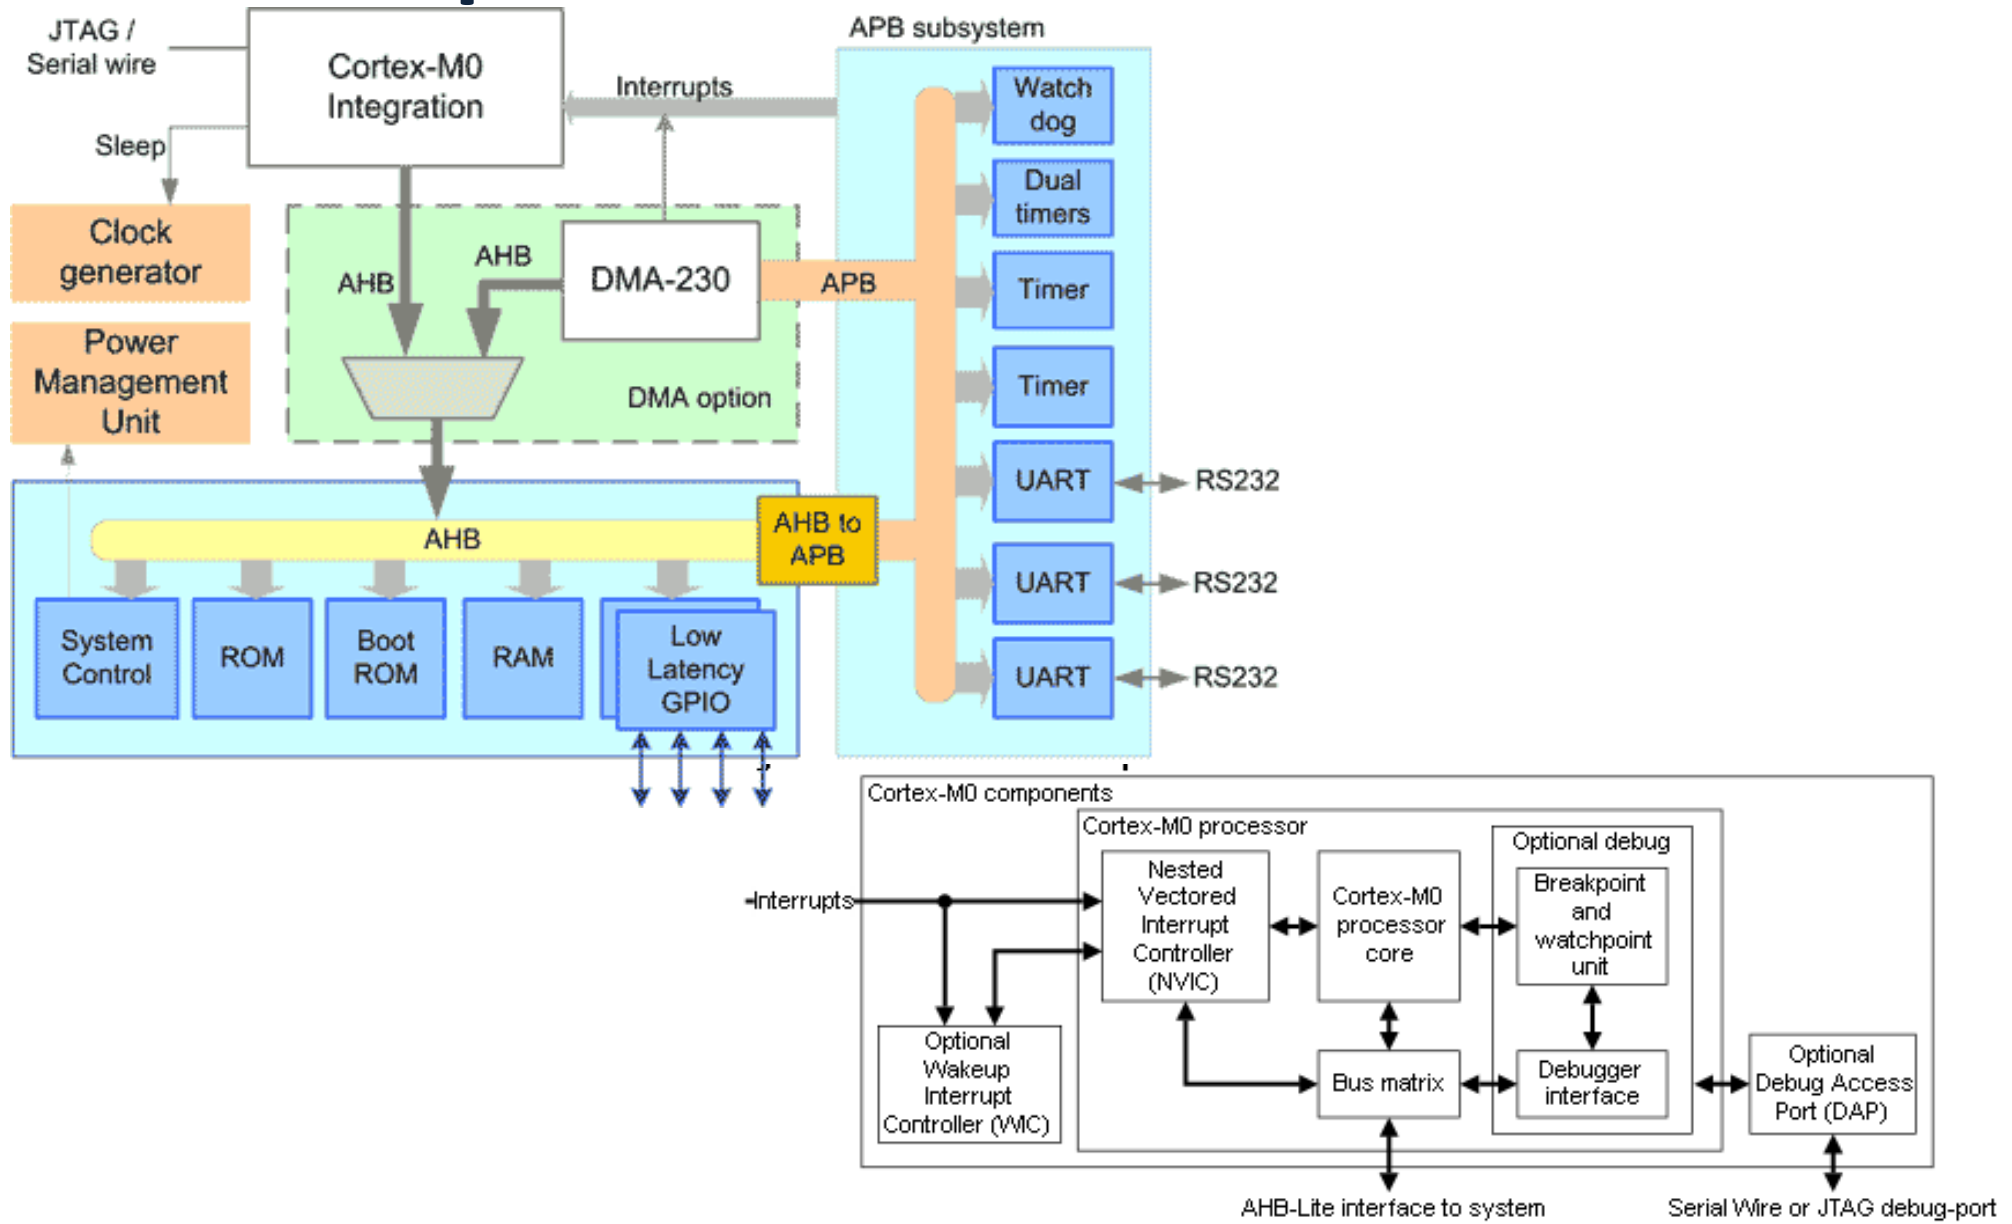 JTAG /
Serial wire
Cortex-M0
Integration
Interrupts
Sleep
Clock
generator
Power
Management
Unit
AHB
AHB
DMA-230
DMA option
APB
APB subsystem
Watch
dog
Dual
timers
Timer
Timer
UART
RS232
UART
RS232
UART
RS232
AHB
AHB to
APB
System
Control
ROM
Boot
ROM
RAM
Low
Latency
GPIO
Cortex-M0 components
Cortex-M0 processor
Interrupts
Nested
Vectored
Interrupt
Controller
(NVIC)
Cortex-M0
processor
core
Optional debug
Breakpoint
and
watchpoint
unit
Optional
Wakeup
Interrupt
Controller (WIC)
Bus matrix
Debugger
interface
Optional
Debug Access
Port (DAP)
AHB-Lite interface to system
Serial Wire or JTAG debug-port